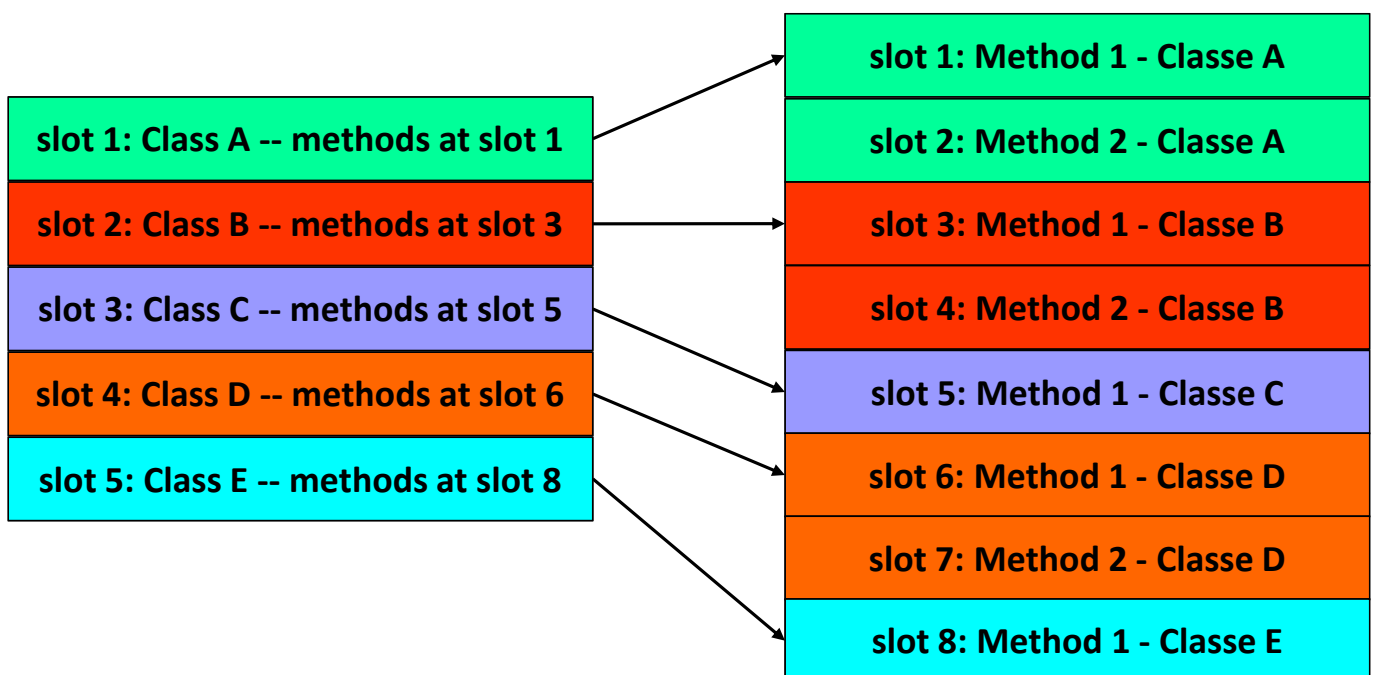 slot 1: Class A -- methods at slot 1
slot 2: Class B -- methods at slot 3
slot 3: Class C -- methods at slot 5
slot 4: Class D -- methods at slot 6
slot 5: Class E -- methods at slot 8
slot 1: Method 1 - Classe A
slot 2: Method 2 - Classe A
slot 3: Method 1 - Classe B
slot 4: Method 2 - Classe B
slot 5: Method 1 - Classe C
slot 6: Method 1 - Classe D
slot 7: Method 2 - Classe D
slot 8: Method 1 - Classe E